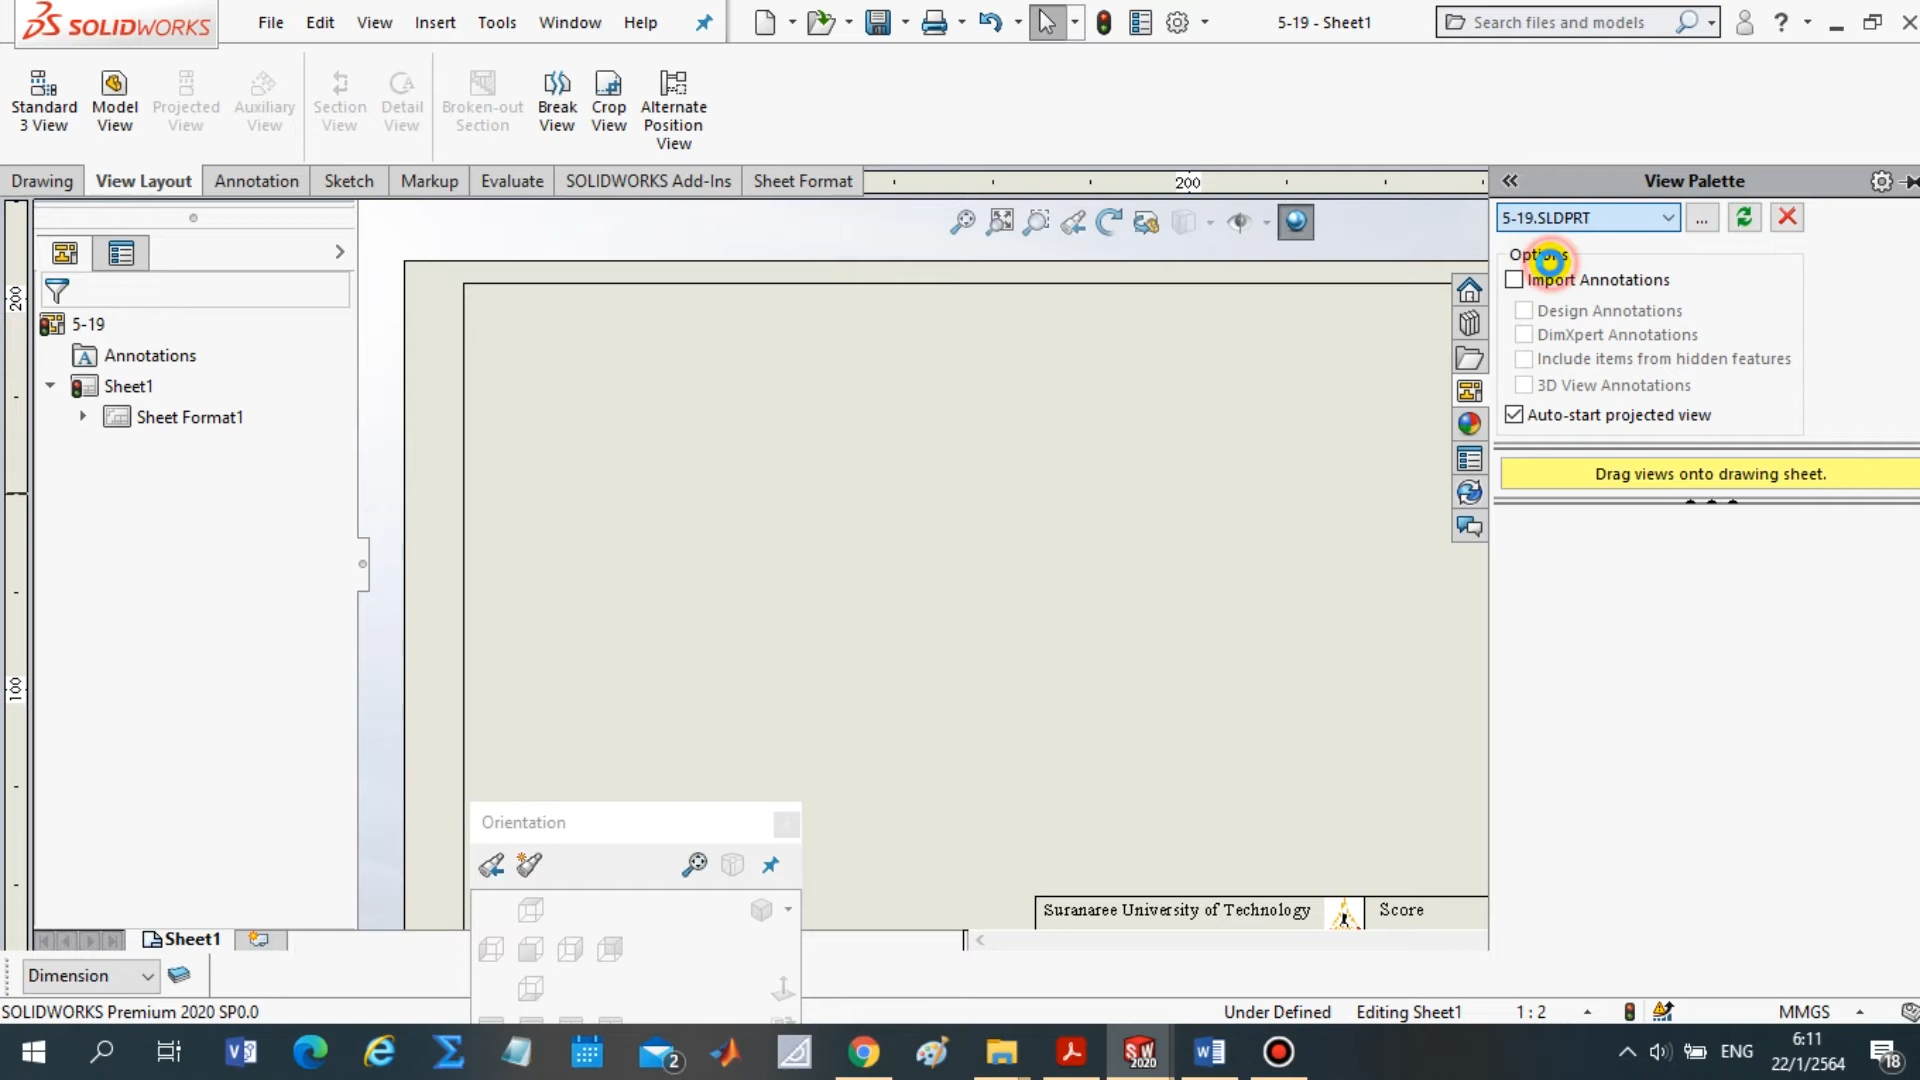 SOLIDWORKS
File Edit View Insert Tools Window Help
5-19 - Sheet1
Search files and models
?
Standard
3 View
Model
View
Projected
View
Auxiliary
View
Section
View
Detail
View
Broken-out
Section
Break
View
Crop
View
Alternate
Position
View
Drawing View Layout Annotation Sketch Markup Evaluate SOLIDWORKS Add-Ins Sheet Format
200
View Palette
5-19.SLDPRT
...
Options
Import Annotations
Design Annotations
DimXpert Annotations
Include items from hidden features
3D View Annotations
Auto-start projected view
Drag views onto drawing sheet.
200
100
5-19
Annotations
Sheet1
Sheet Format1
Orientation
Suranaree University of Technology
Score
Sheet1
Dimension
SOLIDWORKS Premium 2020 SP0.0
Under Defined
Editing Sheet1
1 : 2
MMGS
2
SW
2020
ENG
6:11
22/1/2564
18